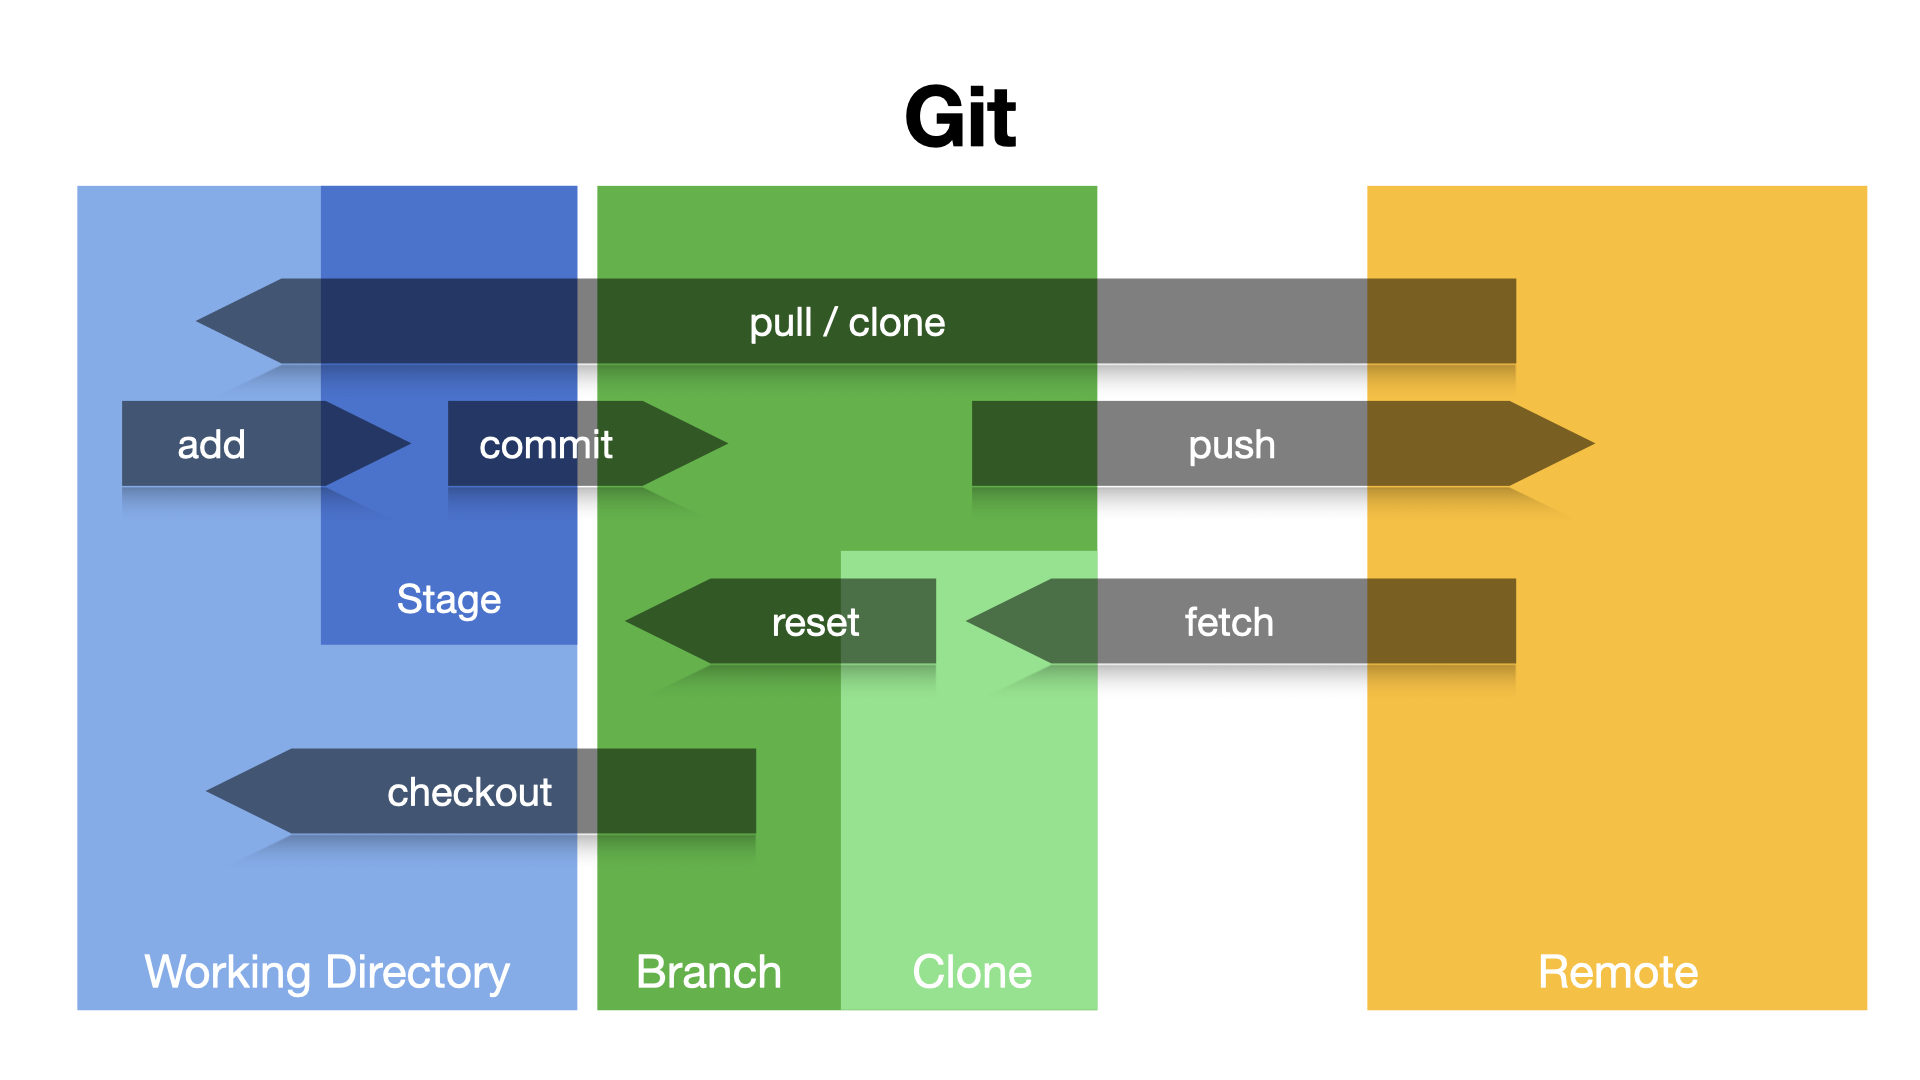 Git
pull / clone
add
commit
push
Stage
reset
fetch
checkout
Working Directory
Branch
Clone
Remote